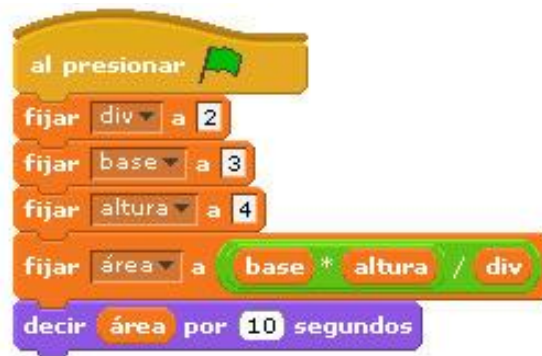 al presionar
fijar div a 2
fijar base a 3
fijar altura a 4
fijar área a base * altura / div
decir área por 10 segundos